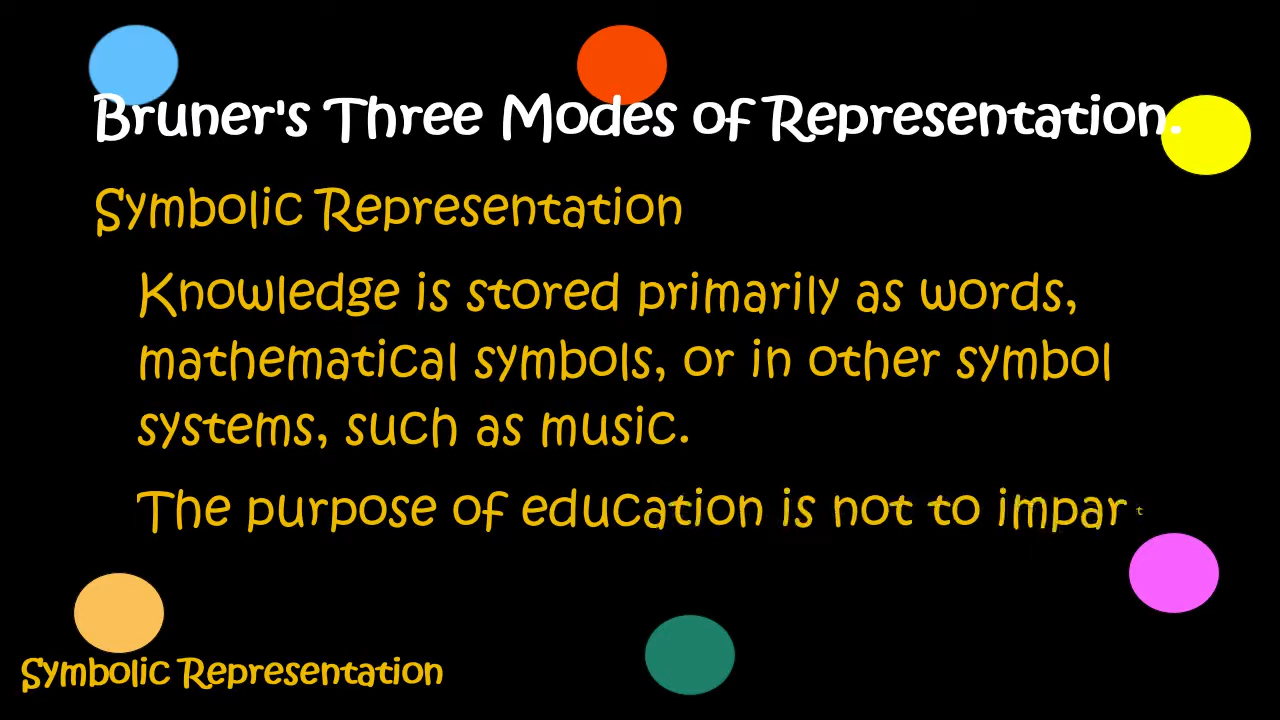 Bruner's Three Modes of Representation.
Symbolic Representation
Knowledge is stored primarily as words,
mathematical symbols, or in other symbol
systems, such as music.
The purpose of education is not to impart
Symbolic Representation